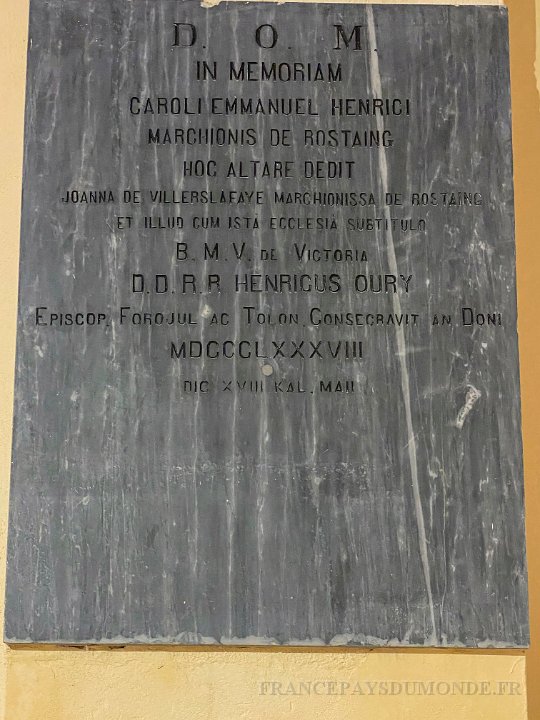 D. O. M.
IN MEMORIAM
CAROLI EMMANUEL HENRICI
MARCHIONIS DE ROSTAING
HOC ALTARE DEDIT
JOANNA DE VILLERSLAFAYE MARCHIONISSA DE ROSTAING
ET ILLUD CUM ISTA ECCLESIA SUBTITULO
B. M. V. DE VICTORIA
D.D.R.R. HENRICUS OURY
EPISCOP. FOROJUL AC TOLON. CONSECRAVIT AN DONI
MDCCCLXXXVIII
DIC XVIII KAL. MAII
FRANCEPAYSDUMONDE.FR